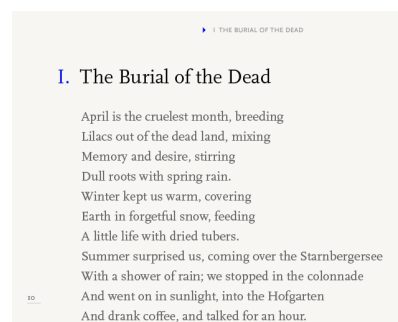 I THE BURIAL OF THE DEAD
I. The Burial of the Dead
April is the cruelest month, breeding
Lilacs out of the dead land, mixing
Memory and desire, stirring
Dull roots with spring rain.
Winter kept us warm, covering
Earth in forgetful snow, feeding
A little life with dried tubers.
Summer surprised us, coming over the Starnbergersee
With a shower of rain; we stopped in the colonnade
10 And went on in sunlight, into the Hofgarten
And drank coffee, and talked for an hour.